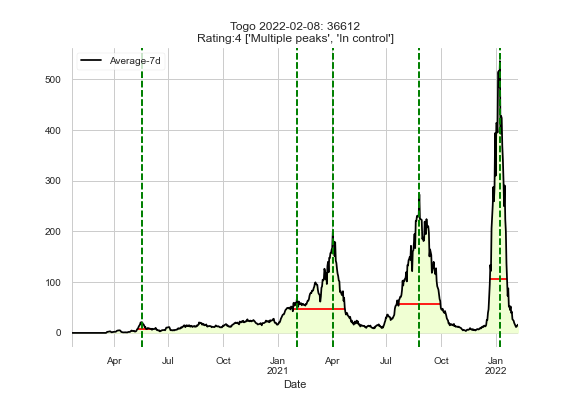 Togo 2022-02-08: 36612
Rating:4 ['Multiple peaks', 'In control']
Average-7d
500
400
300
200
100
0
Apr Jul Oct Jan Apr Jul Oct Jan
2021 2022
Date